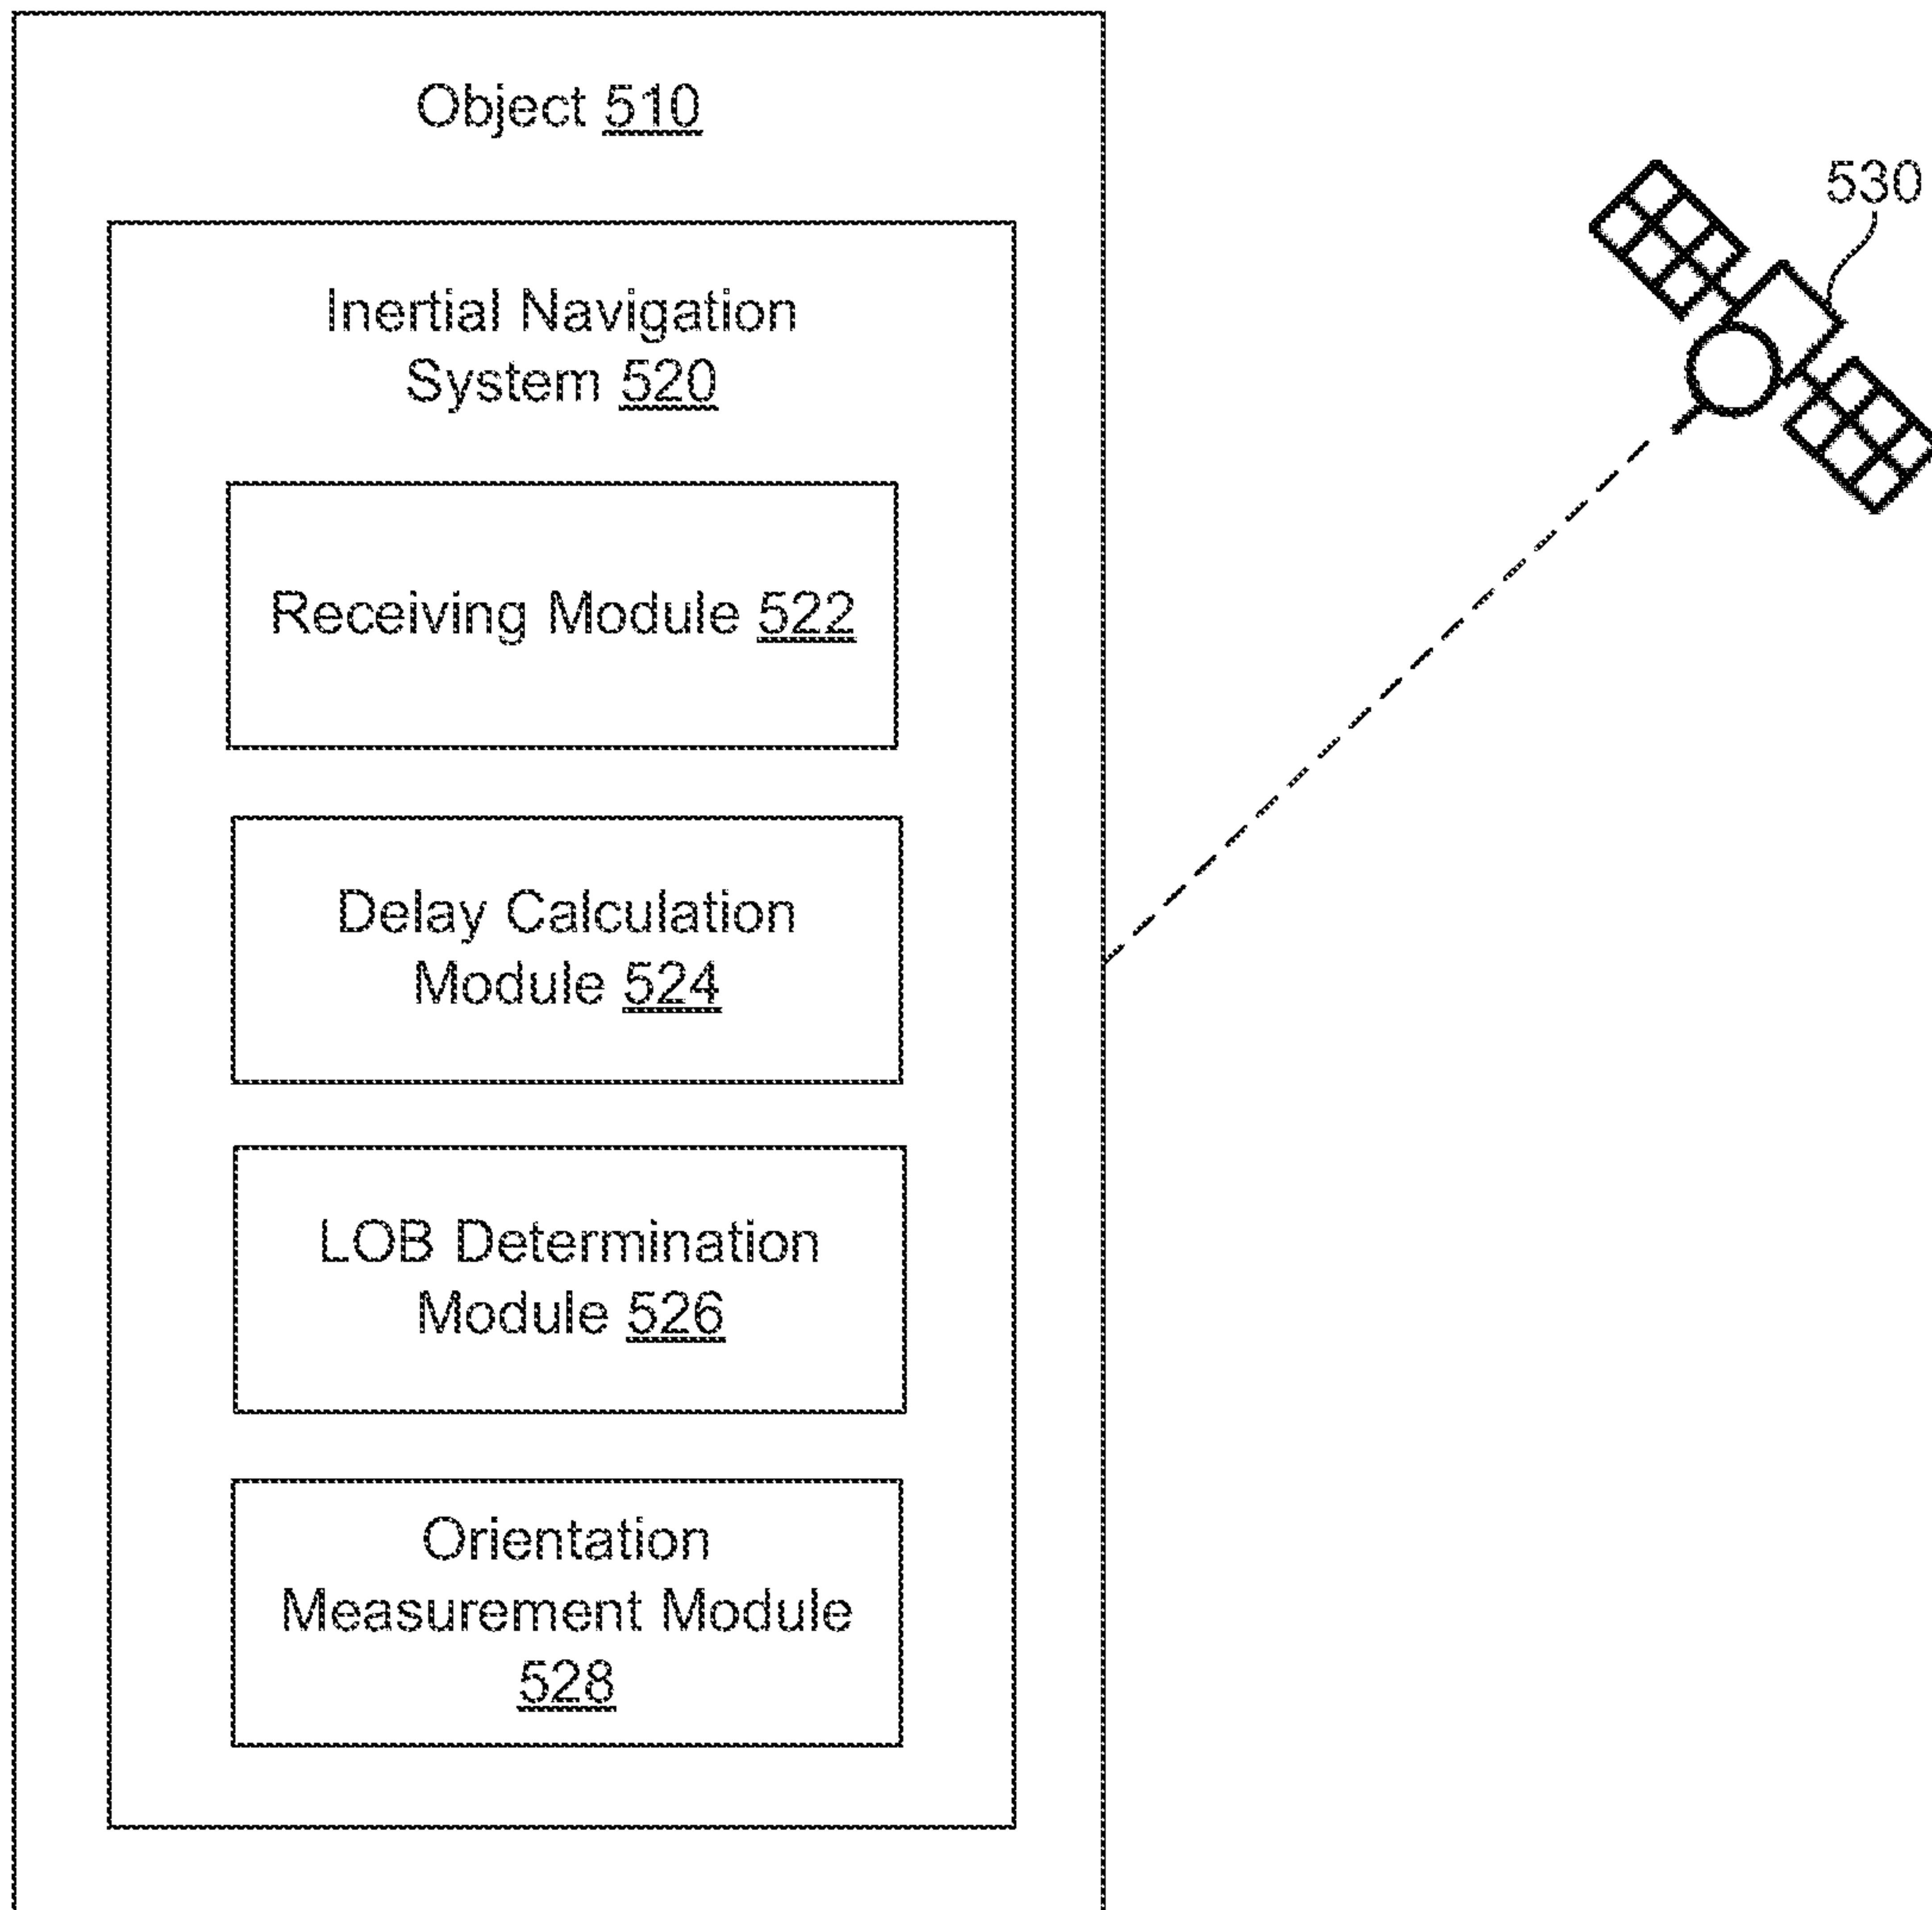 Object 510
530
Inertial Navigation
System 520
Receiving Module 522
Delay Calculation
Module 524
LOB Determination
Module 526
Orientation
Measurement Module
528